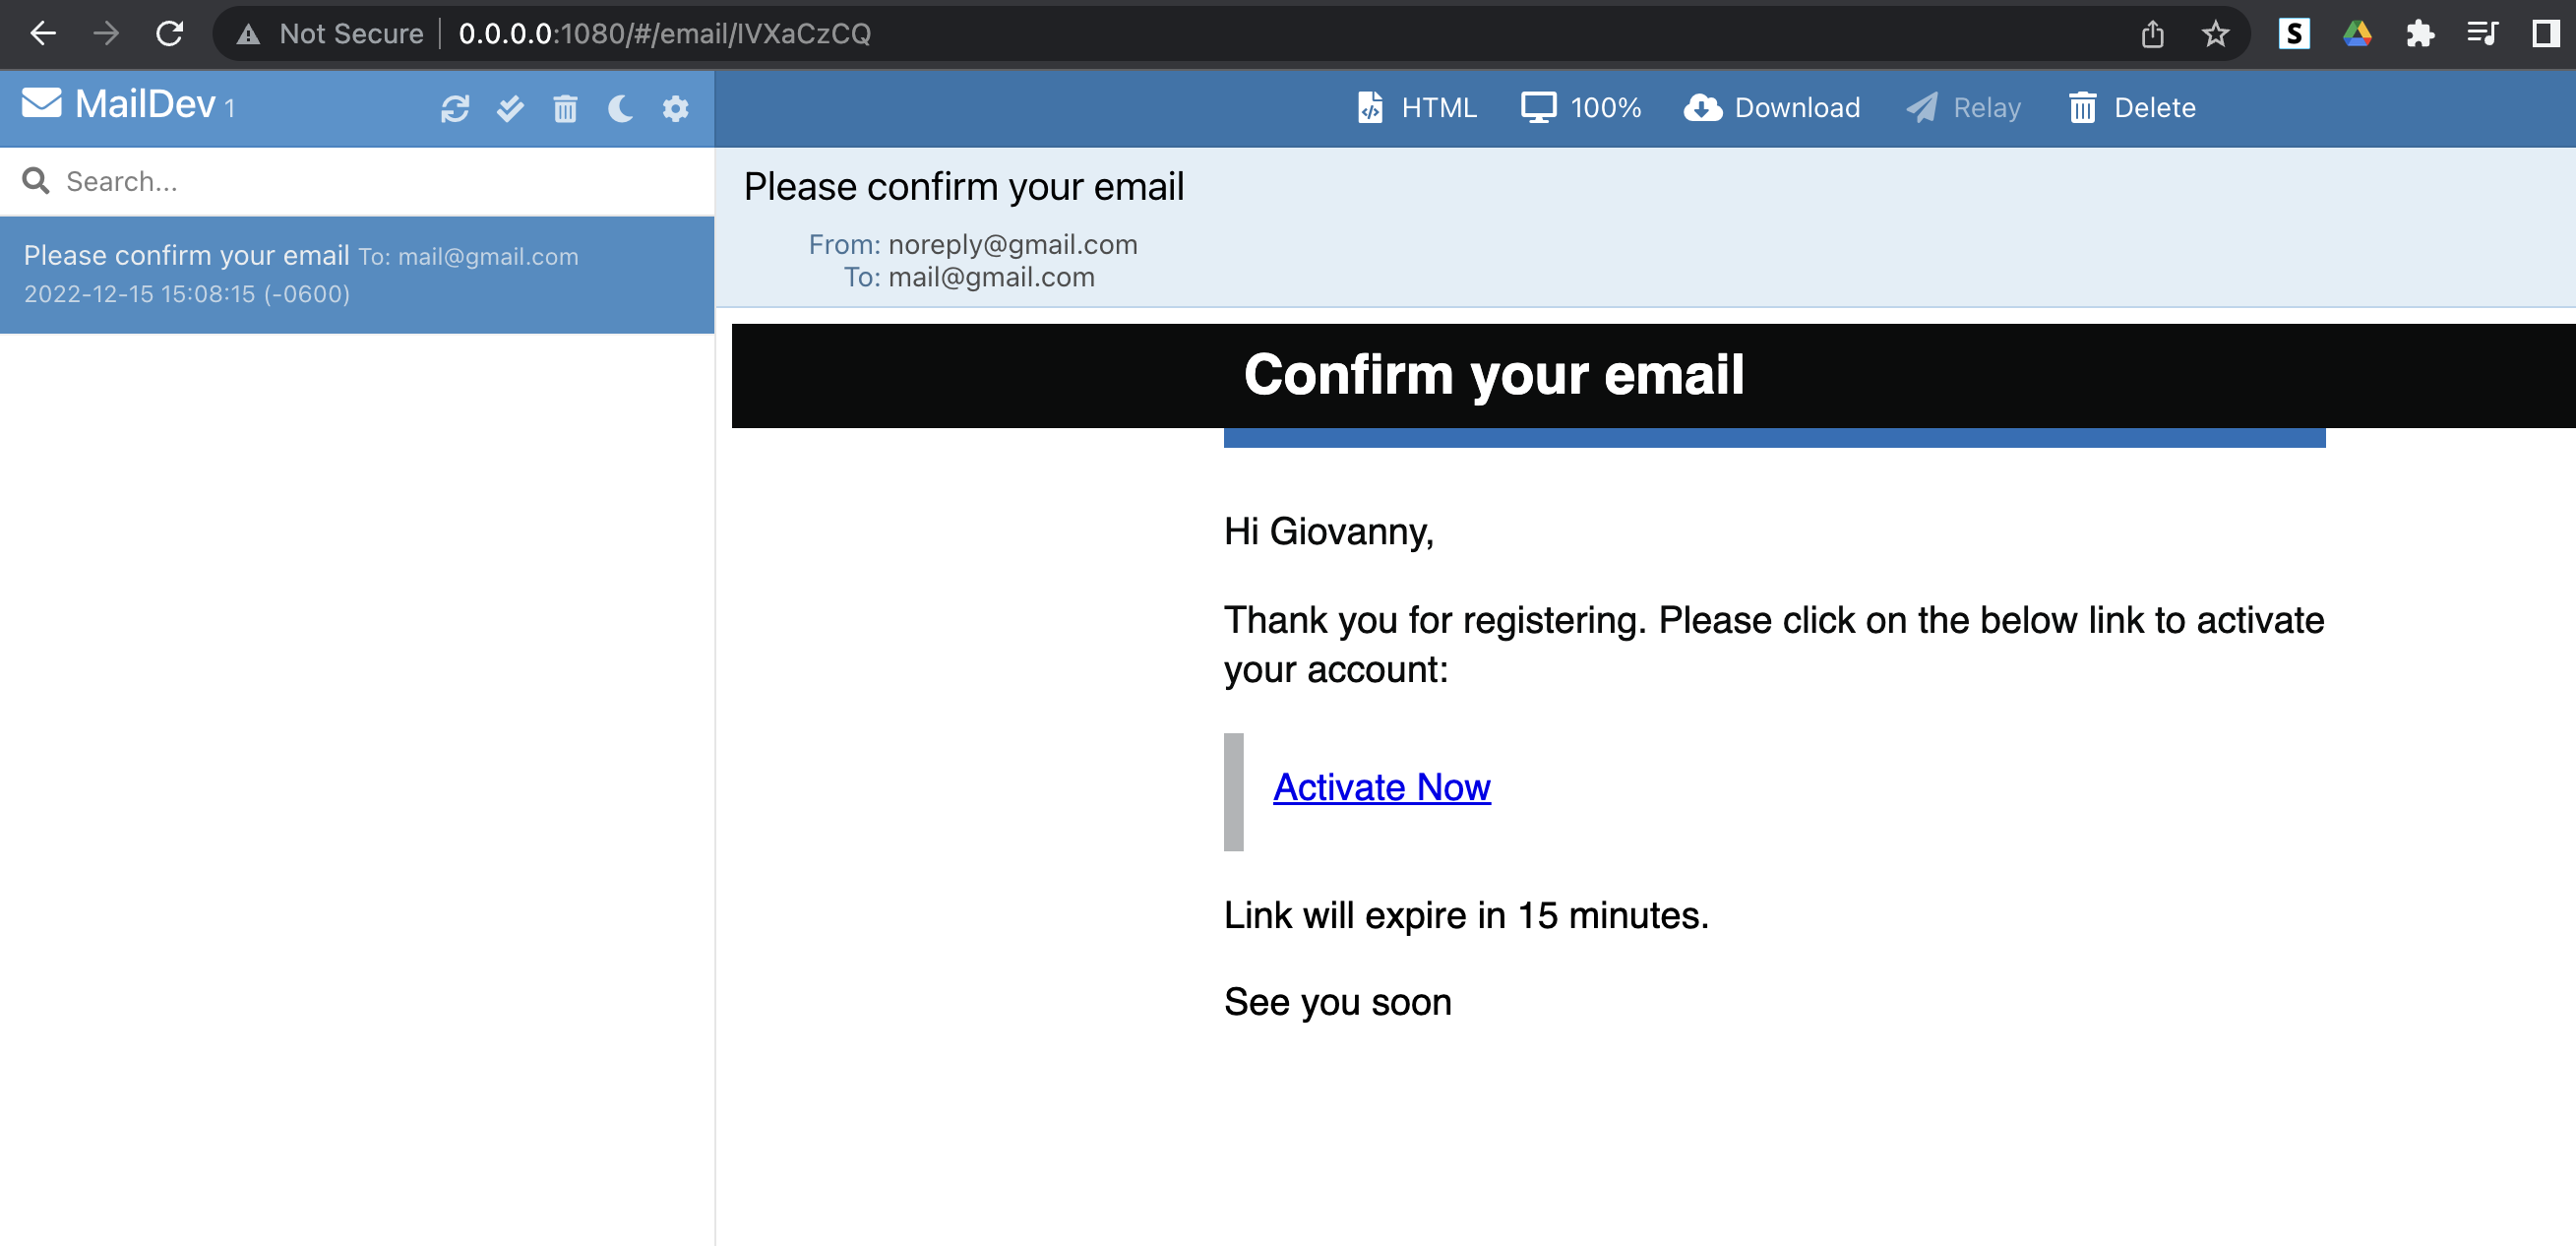 Not Secure 0.0.0.0:1080/#/email/IVXaCzCQ S
MailDev 1
HTML 100% Download Relay Delete
Search...
Please confirm your email To: mail@gmail.com
2022-12-15 15:08:15 (-0600)
Please confirm your email
From: noreply@gmail.com
To: mail@gmail.com
Confirm your email
Hi Giovanny,
Thank you for registering. Please click on the below link to activate
your account:
Activate Now
Link will expire in 15 minutes.
See you soon